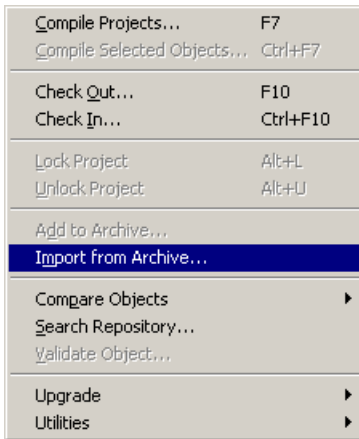 Compile Projects... F7
Compile Selected Objects... Ctrl+F7
Check Out... F10
Check In... Ctrl+F10
Lock Project Alt+L
Unlock Project Alt+U
Add to Archive...
Import from Archive...
Compare Objects
Search Repository...
Validate Object...
Upgrade
Utilities